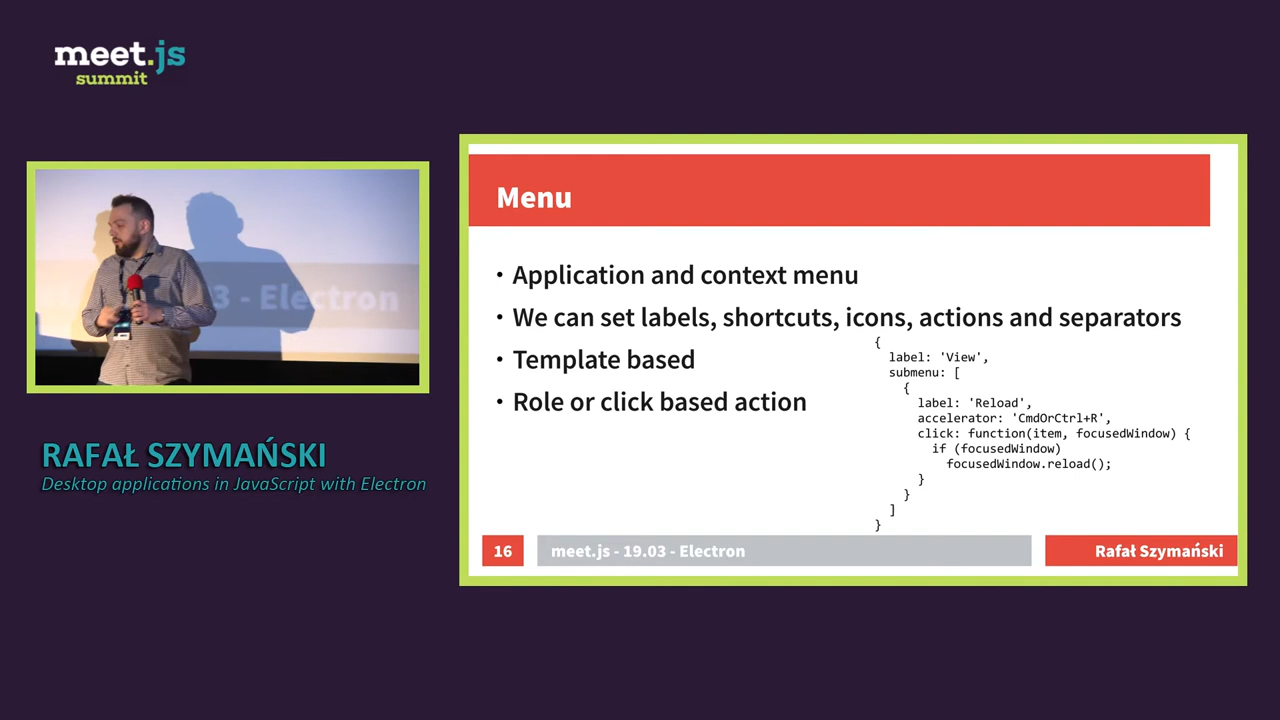 meet.js
summit
3 - Electron
RAFAŁ SZYMAŃSKI
Desktop applications in JavaScript with Electron
Menu
• Application and context menu
• We can set labels, shortcuts, icons, actions and separators
• Template based
• Role or click based action
{
  label: 'View',
  submenu: [
    {
      label: 'Reload',
      accelerator: 'CmdOrCtrl+R',
      click: function(item, focusedWindow) {
        if (focusedWindow)
          focusedWindow.reload();
      }
    }
  ]
}
16
meet.js - 19.03 - Electron
Rafał Szymański